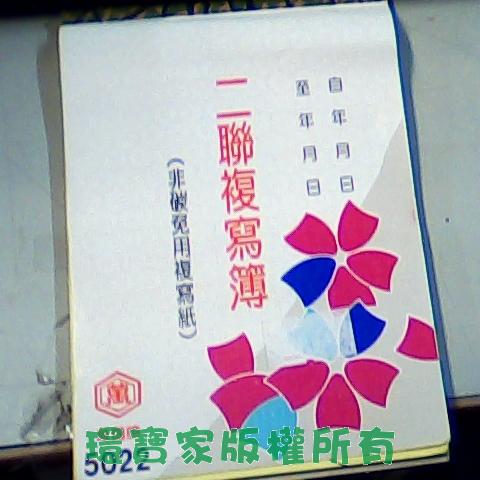 自 年 月 日
至 年 月 日
二聯複寫簿
(非碳免用複寫紙)
5022
環寶家版權所有